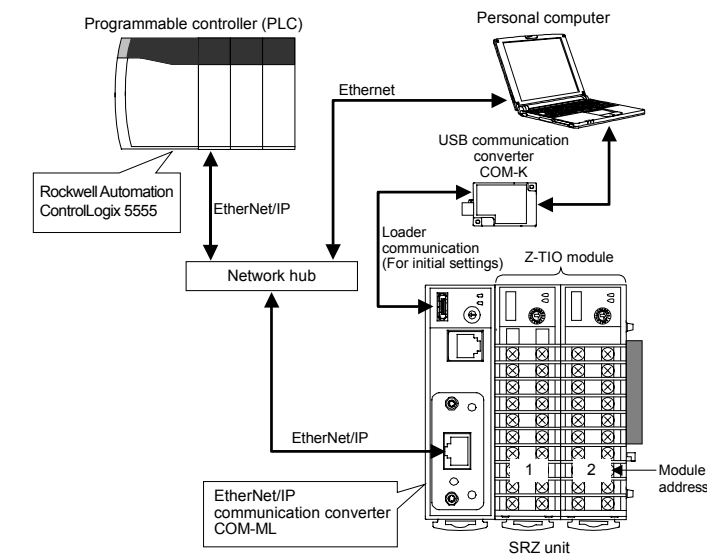 Programmable controller (PLC)
Personal computer
Ethernet
USB communication
converter
COM-K
Rockwell Automation
ControlLogix 5555
EtherNet/IP
Loader
communication
(For initial settings)
Z-TIO module
Network hub
EtherNet/IP
1
2
Module
address
EtherNet/IP
communication converter
COM-ML
SRZ unit